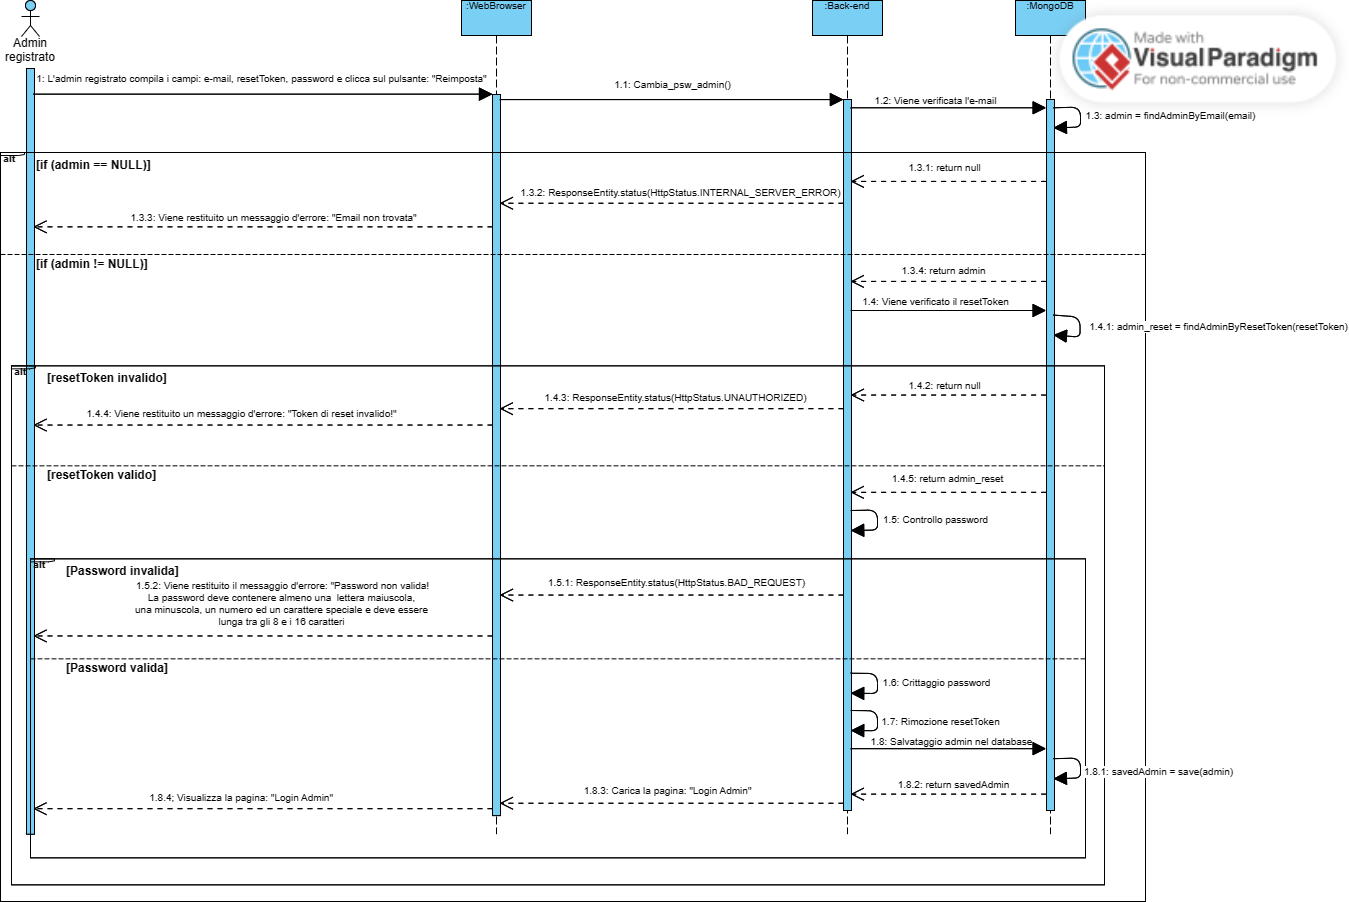 :WebBrowser
:Back-end
:MongoDB
Made with
VisualParadigm
For non-commercial use
Admin
registrato
1: L'admin registrato compila i campi: e-mail, resetToken, password e clicca sul pulsante: "Reimposta"
1.1: Cambia_psw_admin()
1.2: Viene verificata l'e-mail
1.3: admin = findAdminByEmail(email)
alt
[if (admin == NULL)]
1.3.1: return null
1.3.2: ResponseEntity.status(HttpStatus.INTERNAL_SERVER_ERROR)
1.3.3: Viene restituito un messaggio d'errore: "Email non trovata"
[if (admin != NULL)]
1.3.4: return admin
1.4: Viene verificato il resetToken
1.4.1: admin_reset = findAdminByResetToken(resetToken)
alt
[resetToken invalido]
1.4.2: return null
1.4.3: ResponseEntity.status(HttpStatus.UNAUTHORIZED)
1.4.4: Viene restituito un messaggio d'errore: "Token di reset invalido!"
[resetToken valido]
1.4.5: return admin_reset
1.5: Controllo password
alt
[Password invalida]
1.5.1: ResponseEntity.status(HttpStatus.BAD_REQUEST)
1.5.2: Viene restituito il messaggio d'errore: "Password non valida!
La password deve contenere almeno una lettera maiuscola,
una minuscola, un numero ed un carattere speciale e deve essere
lunga tra gli 8 e i 16 caratteri
[Password valida]
1.6: Crittaggio password
1.7: Rimozione resetToken
1.8: Salvataggio admin nel database
1.8.1: savedAdmin = save(admin)
1.8.2: return savedAdmin
1.8.3: Carica la pagina: "Login Admin"
1.8.4: Visualizza la pagina: "Login Admin"